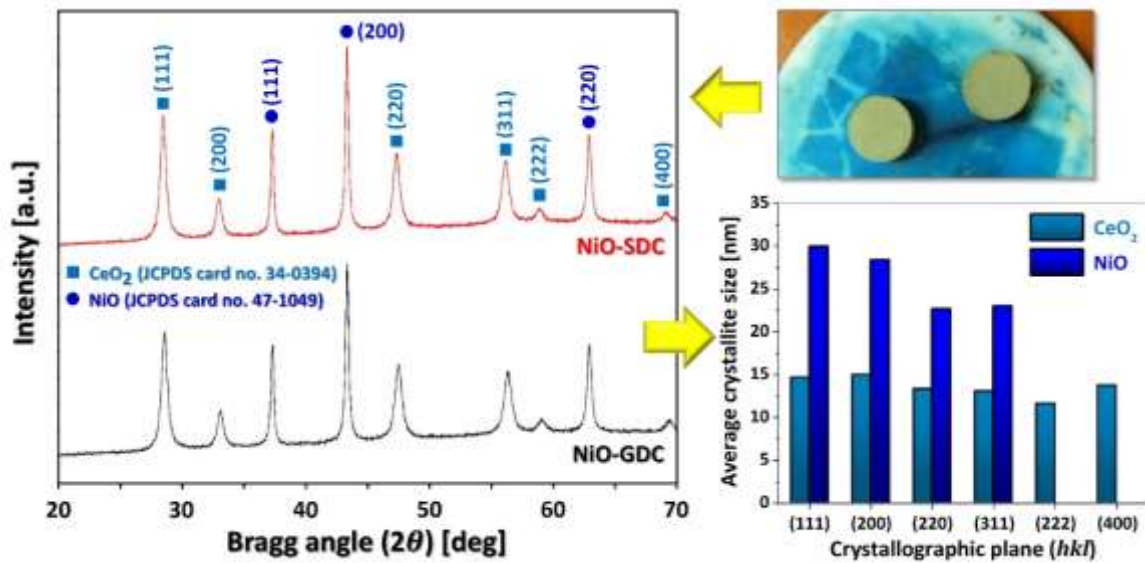 Intensity [a.u.]
(111)
(200)
(111)
(200)
(220)
(311)
(222)
(220)
(400)
NiO-SDC
CeO₂ (JCPDS card no. 34-0394)
NiO (JCPDS card no. 47-1049)
NiO-GDC
20 30 40 50 60 70
Bragg angle (2θ) [deg]
Average crystallite size [nm]
35
30
25
20
15
10
5
0
CeO₂
NiO
(111) (200) (220) (311) (222) (400)
Crystallographic plane (hkl)